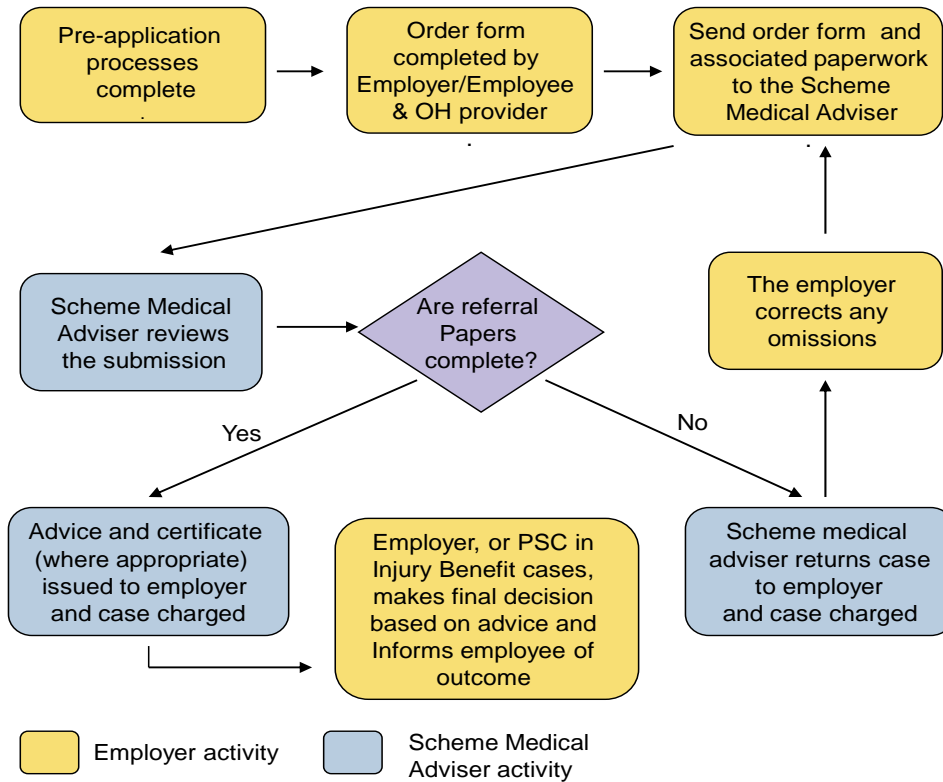 Pre-application
processes
complete
.
Order form
completed by
Employer/Employee
& OH provider
.
Send order form and
associated paperwork
to the Scheme
Medical Adviser
.
Scheme Medical
Adviser reviews
the submission
Are referral
Papers
complete?
The employer
corrects any
omissions
Yes
No
Advice and certificate
(where appropriate)
issued to employer
and case charged
Employer, or PSC in
Injury Benefit cases,
makes final decision
based on advice and
Informs employee of
outcome
Scheme medical
adviser returns case
to employer
and case charged
Employer activity
Scheme Medical
Adviser activity